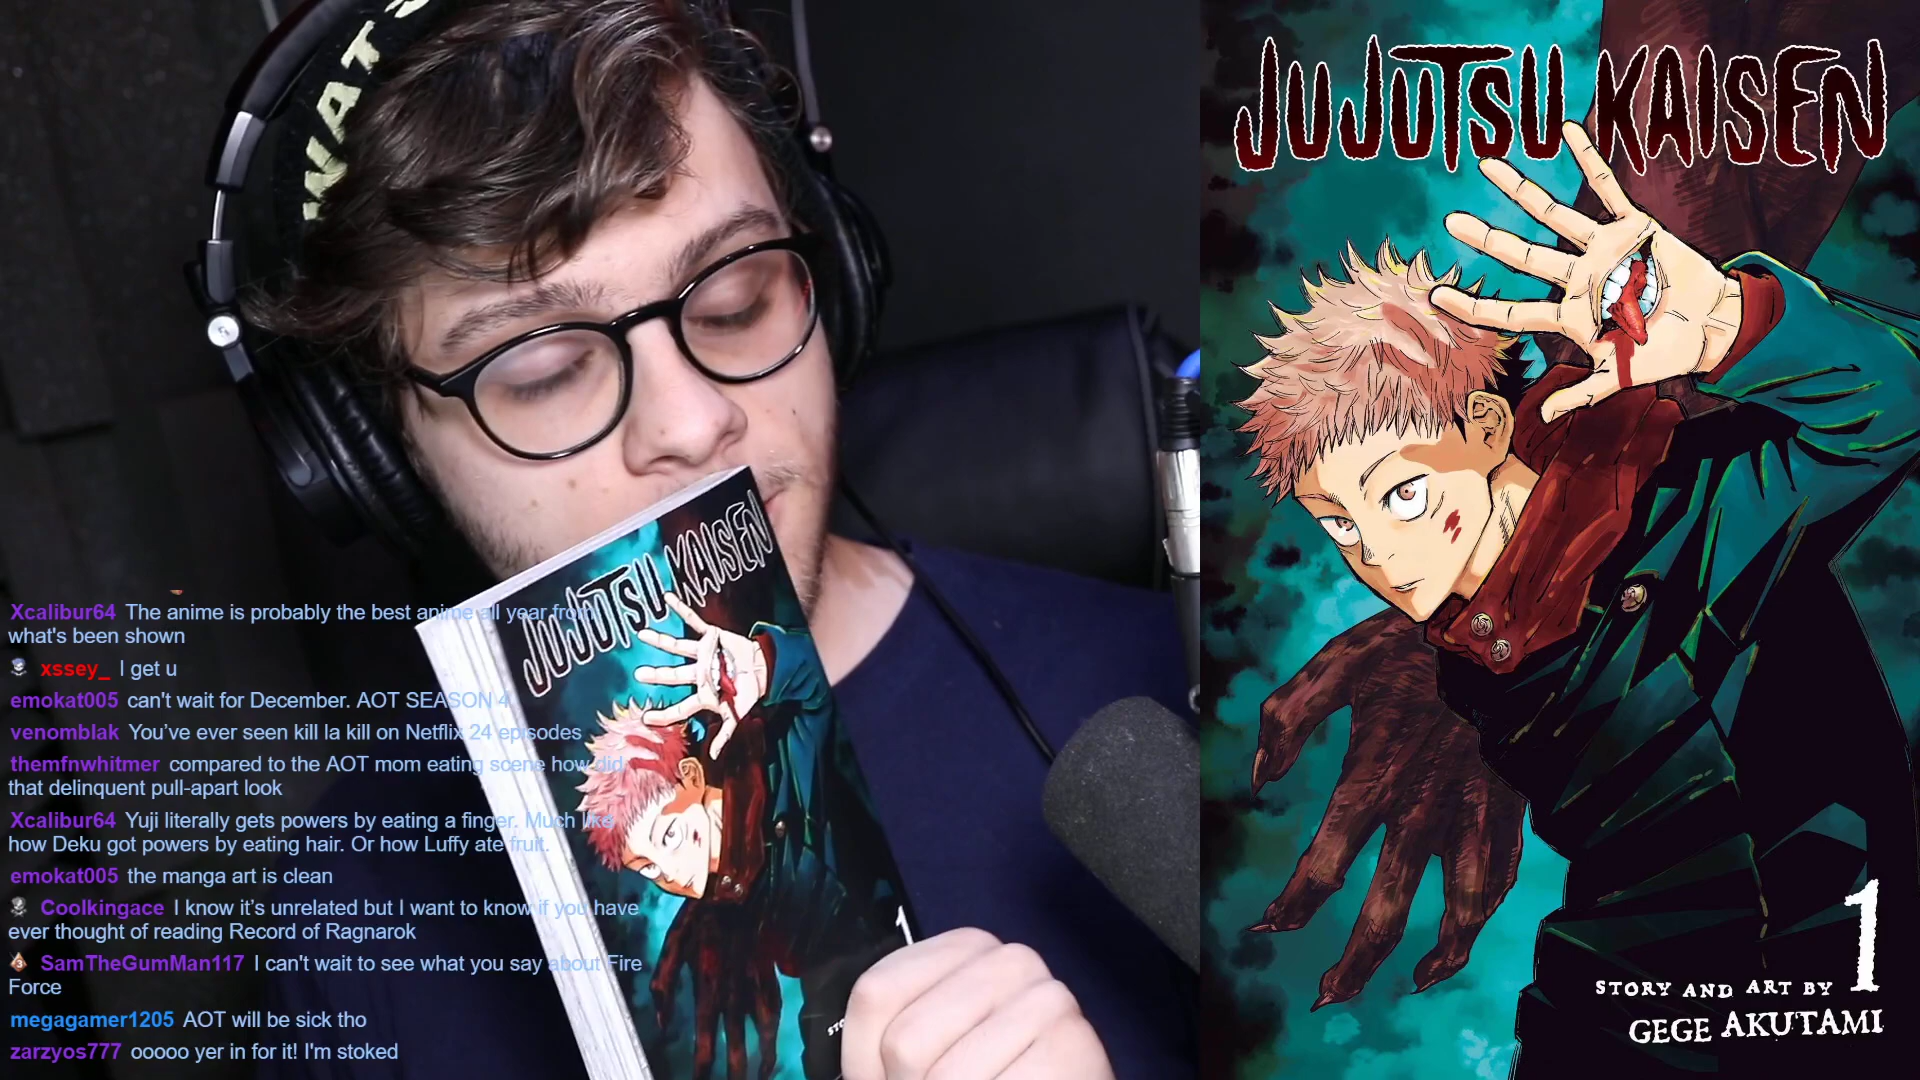 WAT
JUJUTSU KAISEN
JUJUTSU KAISEN
1
Xcalibur64 The anime is probably the best anime all year from
what's been shown
xssey_ I get u
emokat005 can't wait for December. AOT SEASON 4.
venomblak You've ever seen kill la kill on Netflix 24 episodes
themfnwhitmer compared to the AOT mom eating scene how did
that delinquent pull-apart look
Xcalibur64 Yuji literally gets powers by eating a finger. Much like
how Deku got powers by eating hair. Or how Luffy ate fruit.
emokat005 the manga art is clean
Coolkingace I know it's unrelated but I want to know if you have
ever thought of reading Record of Ragnarok
SamTheGumMan117 I can't wait to see what you say about Fire
Force
megagamer1205 AOT will be sick tho
zarzyos777 ooooo yer in for it! I'm stoked
1
STORY AND ART BY
GEGE AKUTAMI